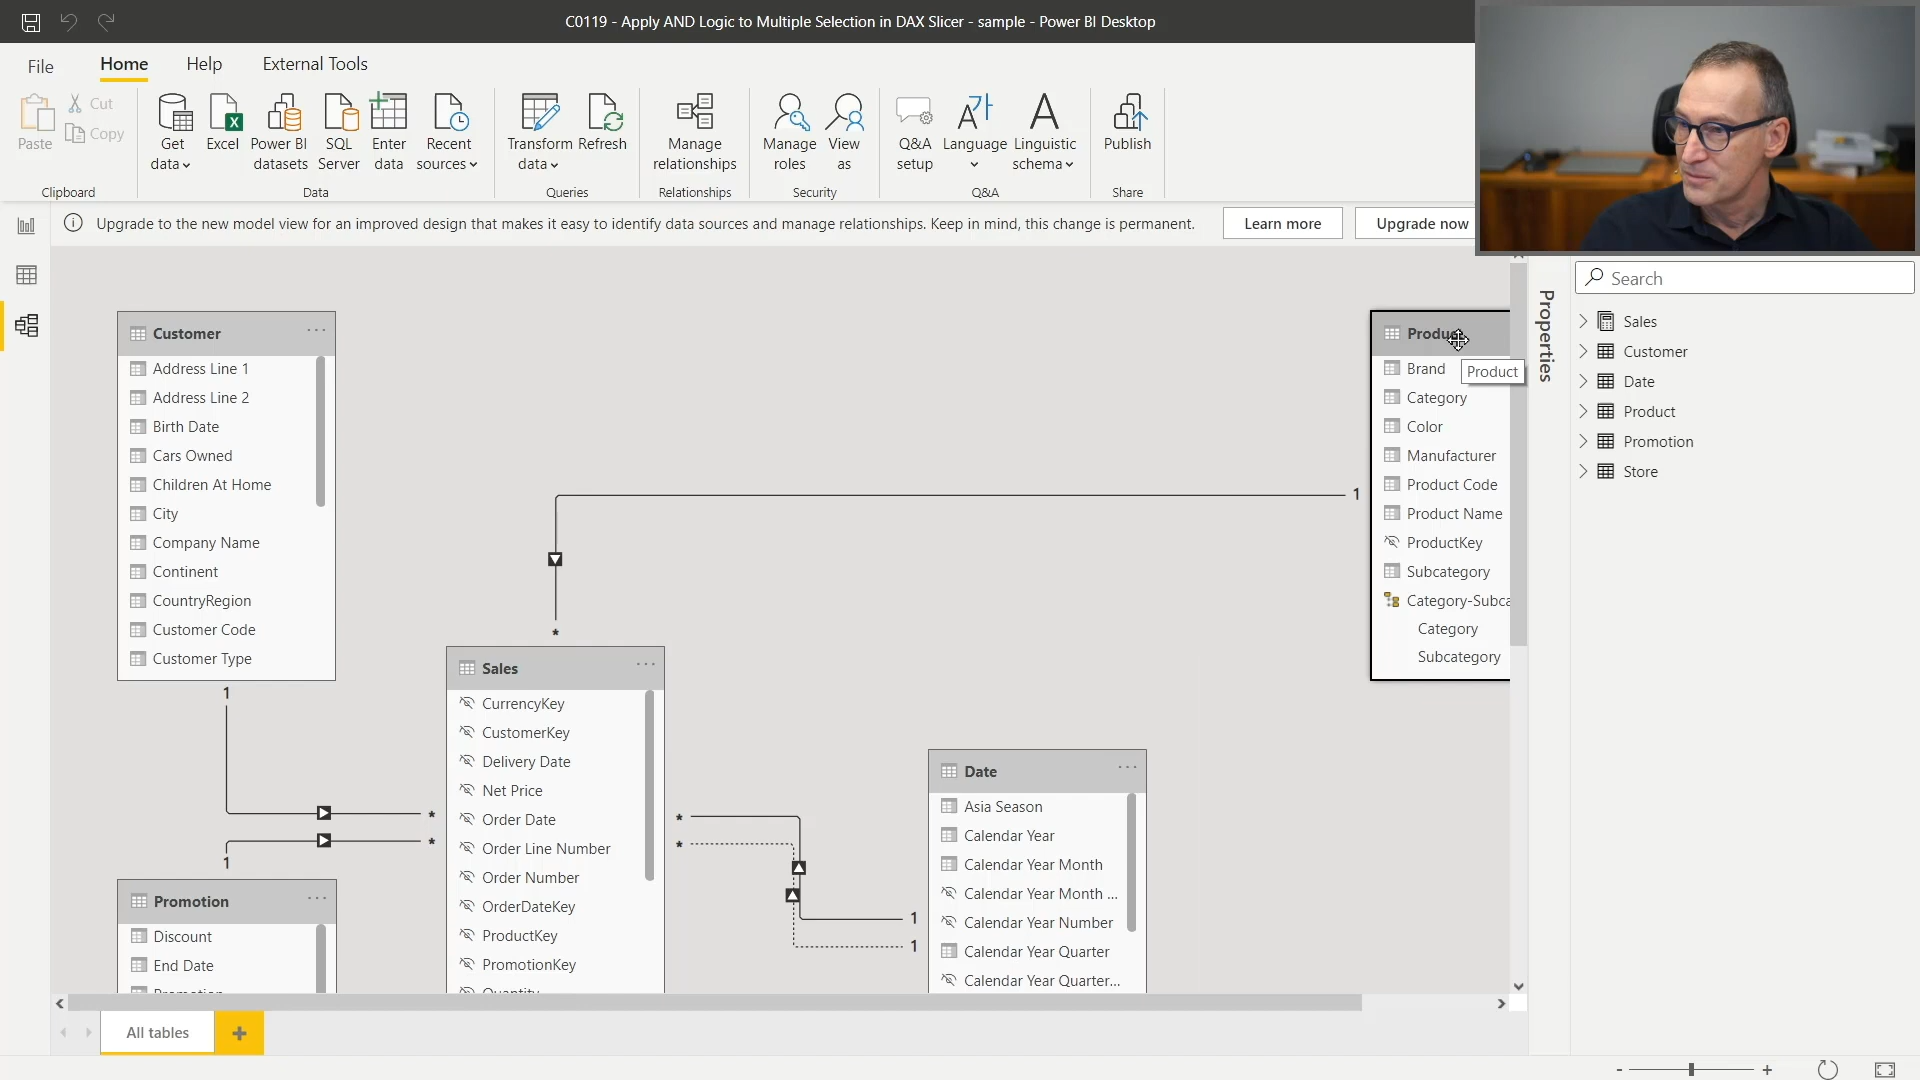 C0119 - Apply AND Logic to Multiple Selection in DAX Slicer - sample - Power BI Desktop
File
Home
Help
External Tools
Paste
Cut
Copy
Clipboard
Get data
Excel
Power BI datasets
SQL Server
Enter data
Recent sources
Data
Transform data
Refresh
Queries
Manage relationships
Relationships
Manage roles
View as
Security
Q&A setup
Language
Linguistic schema
Q&A
Publish
Share
Upgrade to the new model view for an improved design that makes it easy to identify data sources and manage relationships. Keep in mind, this change is permanent.
Learn more
Upgrade now
Customer
Address Line 1
Address Line 2
Birth Date
Cars Owned
Children At Home
City
Company Name
Continent
CountryRegion
Customer Code
Customer Type
1
1
Promotion
Discount
End Date
*
*
*
Sales
CurrencyKey
CustomerKey
Delivery Date
Net Price
Order Date
Order Line Number
Order Number
OrderDateKey
ProductKey
PromotionKey
Quantity
*
*
1
1
Date
Asia Season
Calendar Year
Calendar Year Month
Calendar Year Month ...
Calendar Year Number
Calendar Year Quarter
Calendar Year Quarter...
1
Product
Brand
Product
Category
Color
Manufacturer
Product Code
Product Name
ProductKey
Subcategory
Category-Subca
Category
Subcategory
Properties
Search
Sales
Customer
Date
Product
Promotion
Store
All tables
+
-
+